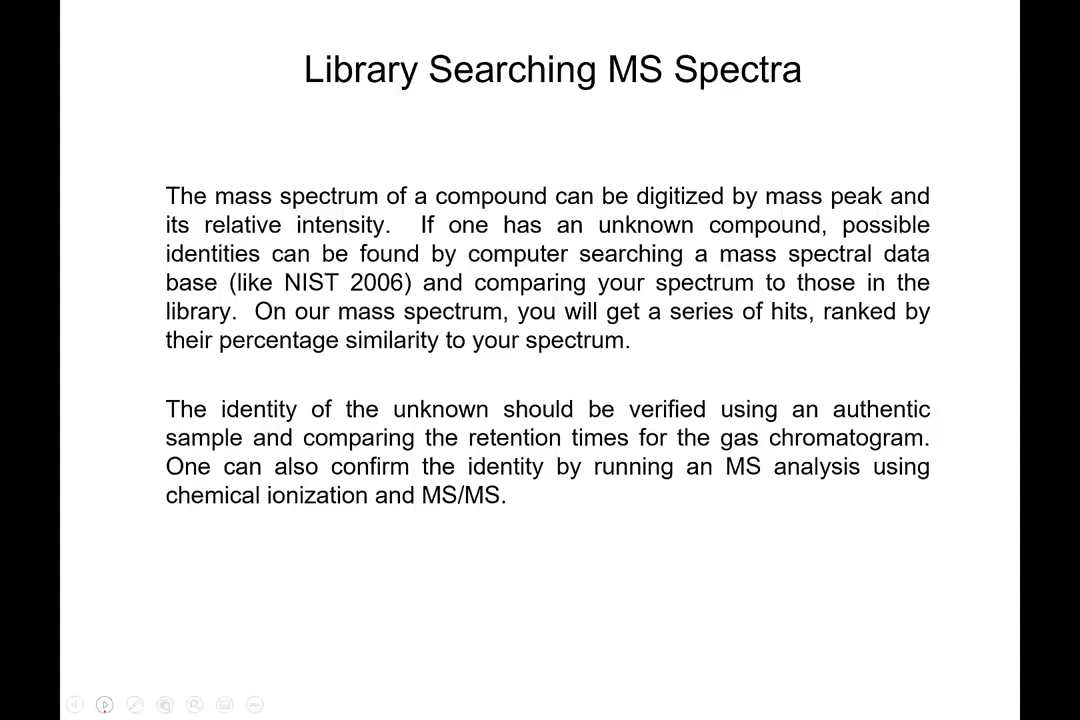 Library Searching MS Spectra
The mass spectrum of a compound can be digitized by mass peak and
its relative intensity. If one has an unknown compound, possible
identities can be found by computer searching a mass spectral data
base (like NIST 2006) and comparing your spectrum to those in the
library. On our mass spectrum, you will get a series of hits, ranked by
their percentage similarity to your spectrum.
The identity of the unknown should be verified using an authentic
sample and comparing the retention times for the gas chromatogram.
One can also confirm the identity by running an MS analysis using
chemical ionization and MS/MS.